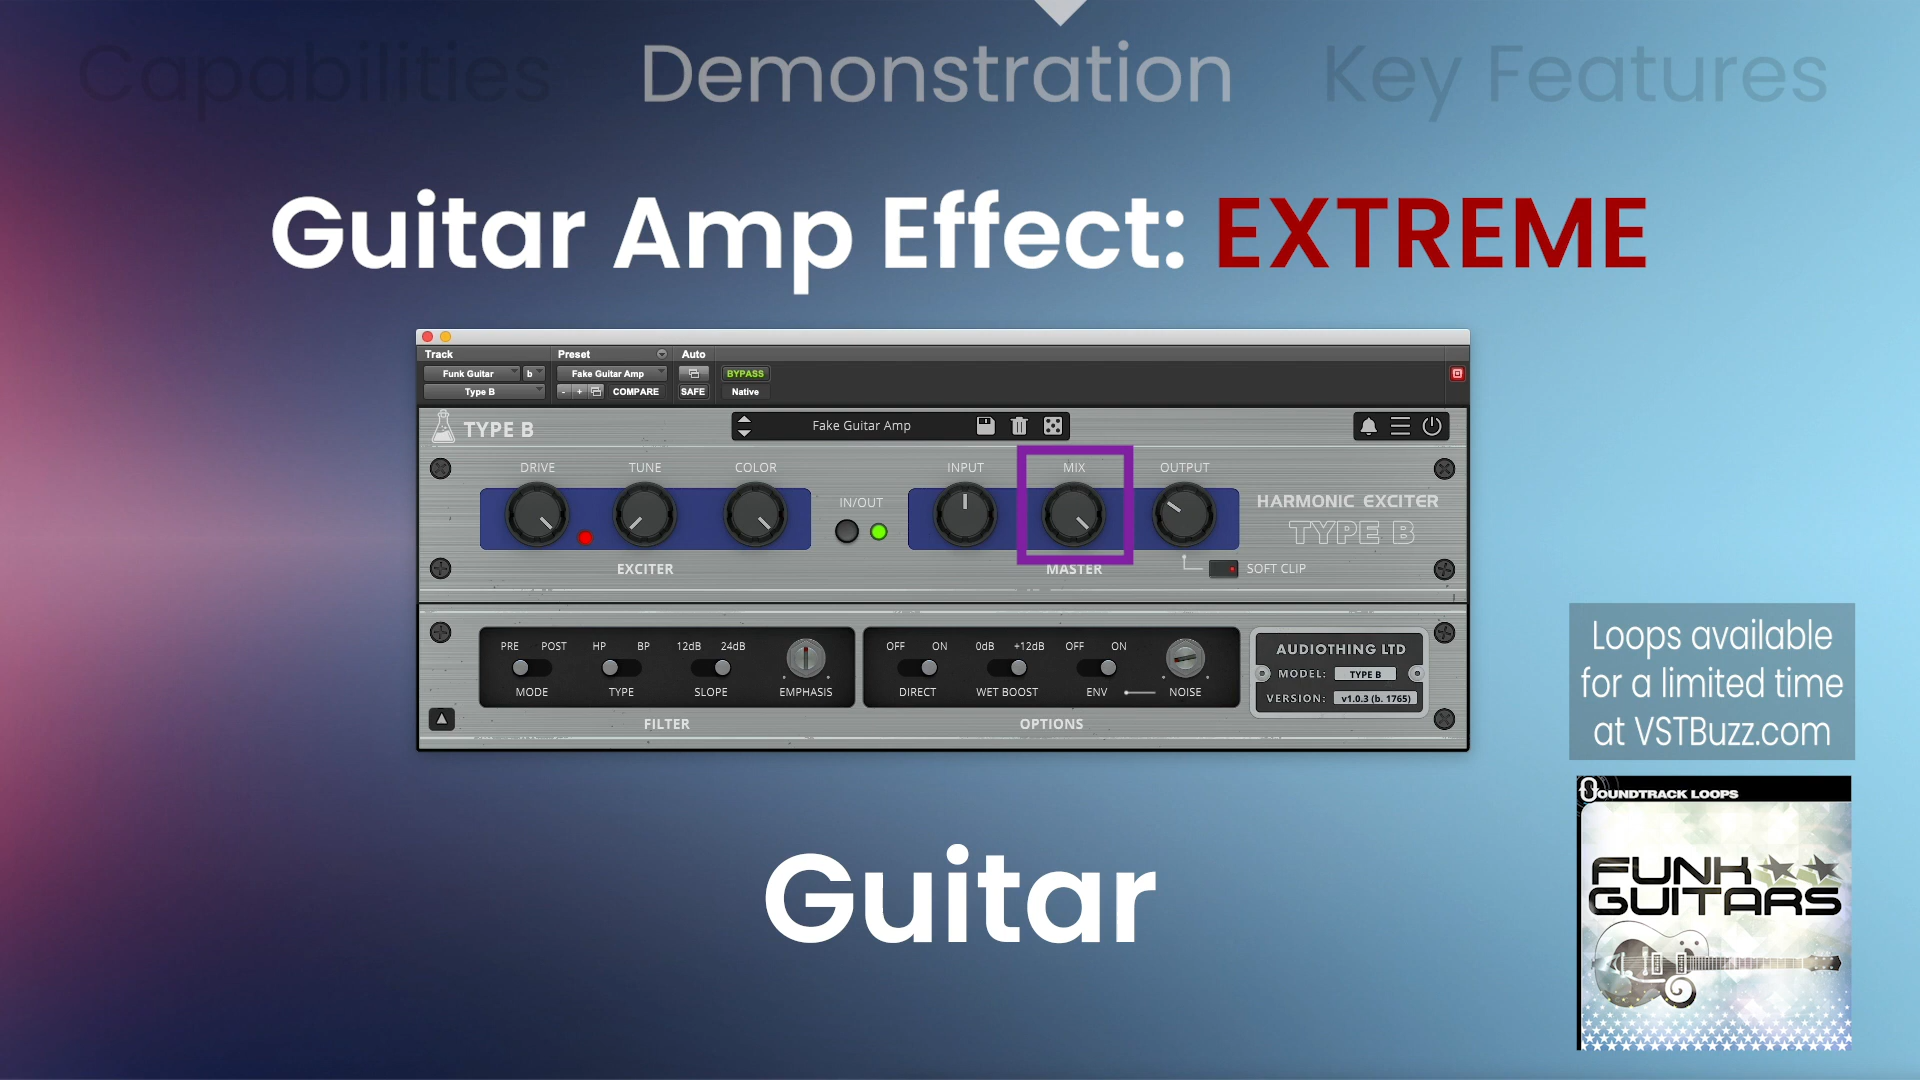 Capabilities
Demonstration
Key Features
Guitar Amp Effect: EXTREME
Track
Preset
Auto
Funk Guitar
b
Fake Guitar Amp
BYPASS
Type B
- +
COMPARE
SAFE
Native
TYPE B
Fake Guitar Amp
DRIVE
TUNE
COLOR
IN/OUT
INPUT
MIX
OUTPUT
HARMONIC EXCITER
TYPE B
EXCITER
MASTER
SOFT CLIP
PRE
POST
HP
BP
12dB
24dB
MODE
TYPE
SLOPE
EMPHASIS
FILTER
OFF
ON
0dB
+12dB
OFF
ON
DIRECT
WET BOOST
ENV
NOISE
OPTIONS
AUDIOTHING LTD
MODEL: TYPE B
VERSION: v1.0.3 (b. 1765)
Loops available
for a limited time
at VSTBuzz.com
SOUNDTRACK LOOPS
FUNK
GUITARS
Guitar